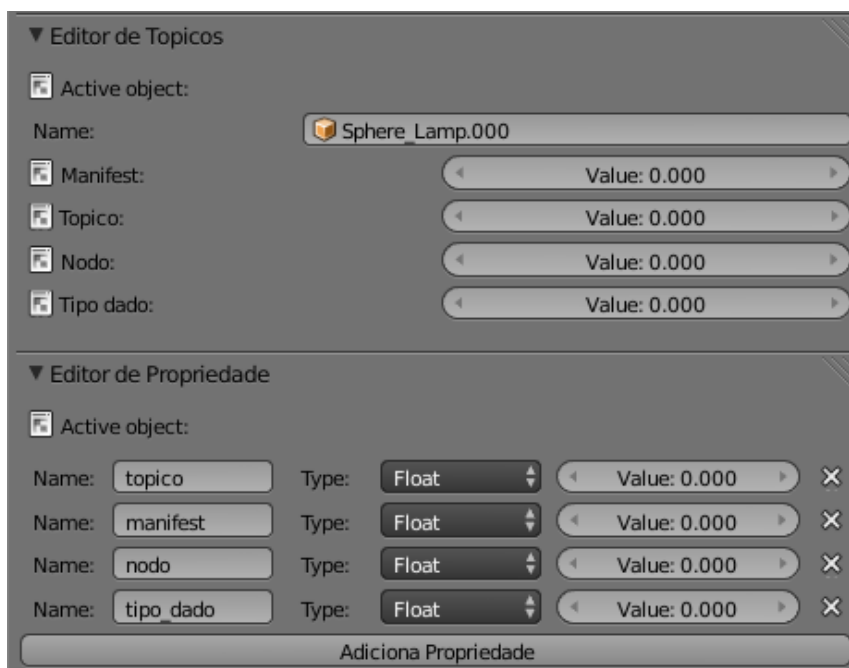 Editor de Topicos
Active object:
Name: Sphere_Lamp.000
Manifest: Value: 0.000
Topico: Value: 0.000
Nodo: Value: 0.000
Tipo dado: Value: 0.000
Editor de Propriedade
Active object:
Name: topico Type: Float Value: 0.000
Name: manifest Type: Float Value: 0.000
Name: nodo Type: Float Value: 0.000
Name: tipo_dado Type: Float Value: 0.000
Adiciona Propriedade